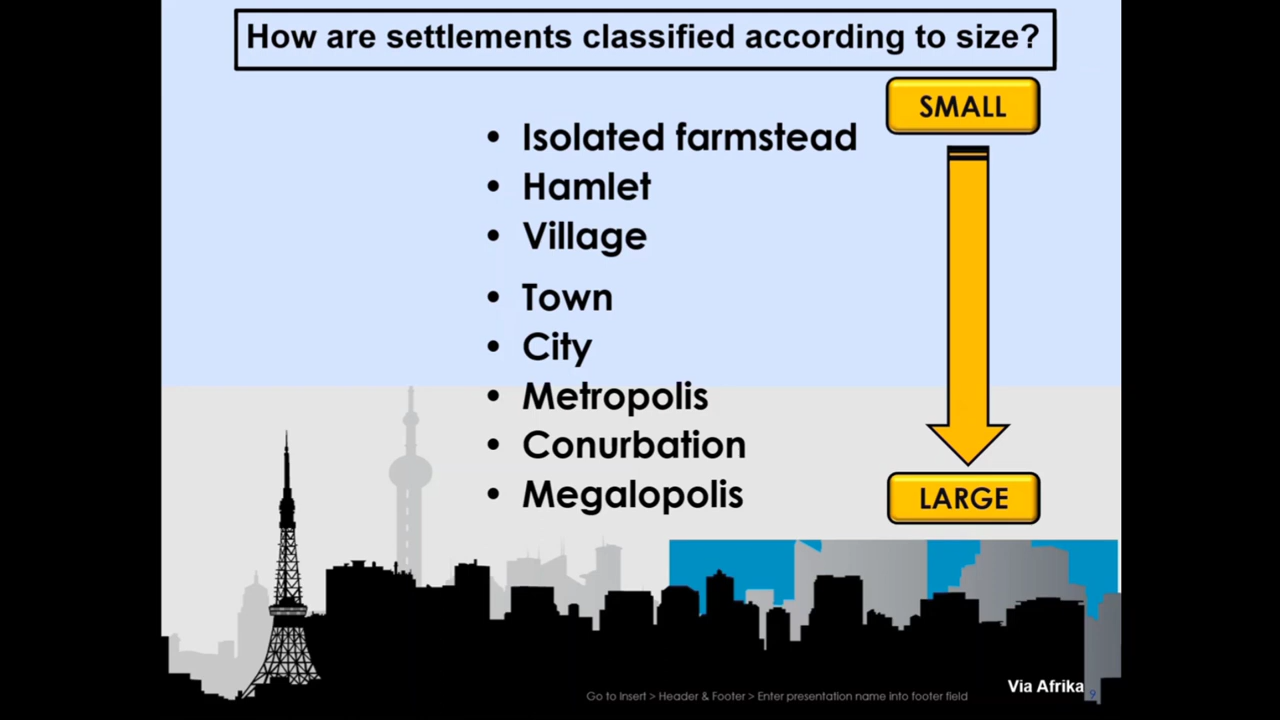 How are settlements classified according to size?
SMALL
• Isolated farmstead
• Hamlet
• Village
• Town
• City
• Metropolis
• Conurbation
• Megalopolis
LARGE
Via Afrika
Go to Insert > Header & Footer > Enter presentation name into footer field
9